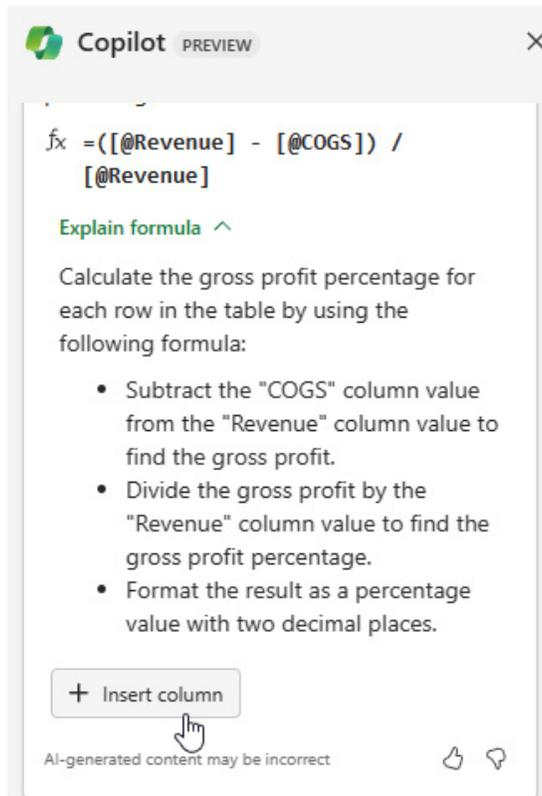 Copilot PREVIEW
fx =([@Revenue] - [@COGS]) /
[@Revenue]
Explain formula
Calculate the gross profit percentage for
each row in the table by using the
following formula:
• Subtract the "COGS" column value
from the "Revenue" column value to
find the gross profit.
• Divide the gross profit by the
"Revenue" column value to find the
gross profit percentage.
• Format the result as a percentage
value with two decimal places.
+ Insert column
AI-generated content may be incorrect